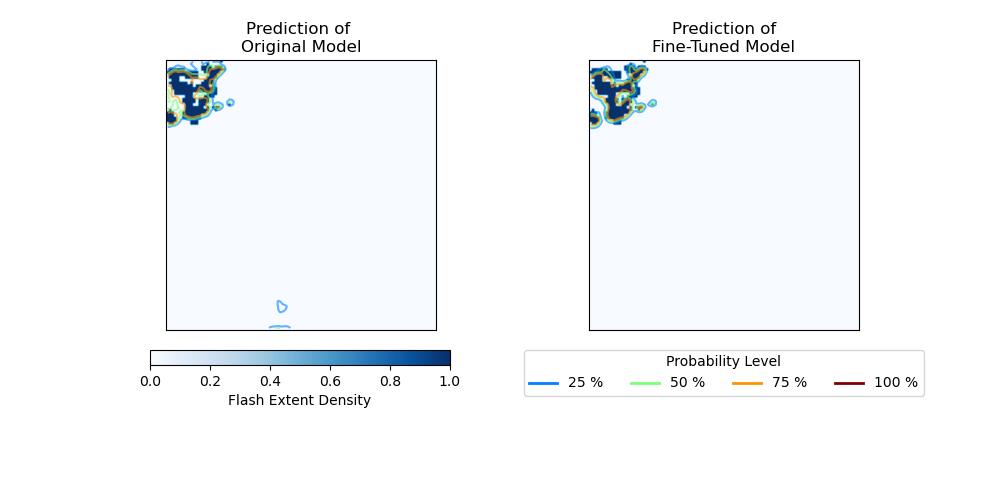 Prediction of
Original Model
Prediction of
Fine-Tuned Model
0.0 0.2 0.4 0.6 0.8 1.0
Flash Extent Density
Probability Level
25 % 50 % 75 % 100 %